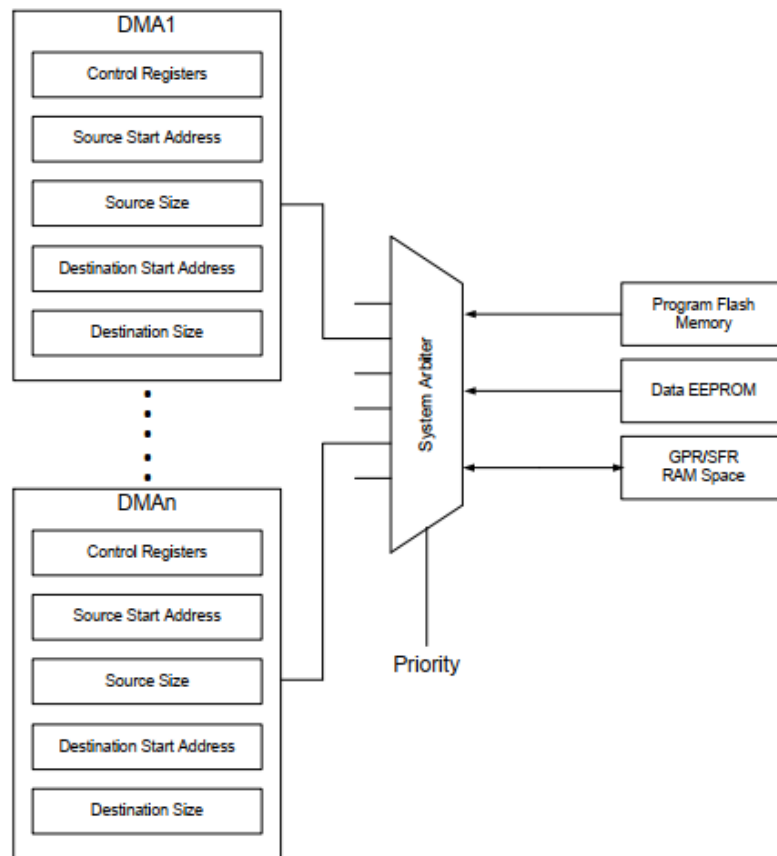 DMA1
Control Registers
Source Start Address
Source Size
Destination Start Address
Destination Size
System Arbiter
Program Flash
Memory
Data EEPROM
GPR/SFR
RAM Space
Priority
DMAn
Control Registers
Source Start Address
Source Size
Destination Start Address
Destination Size